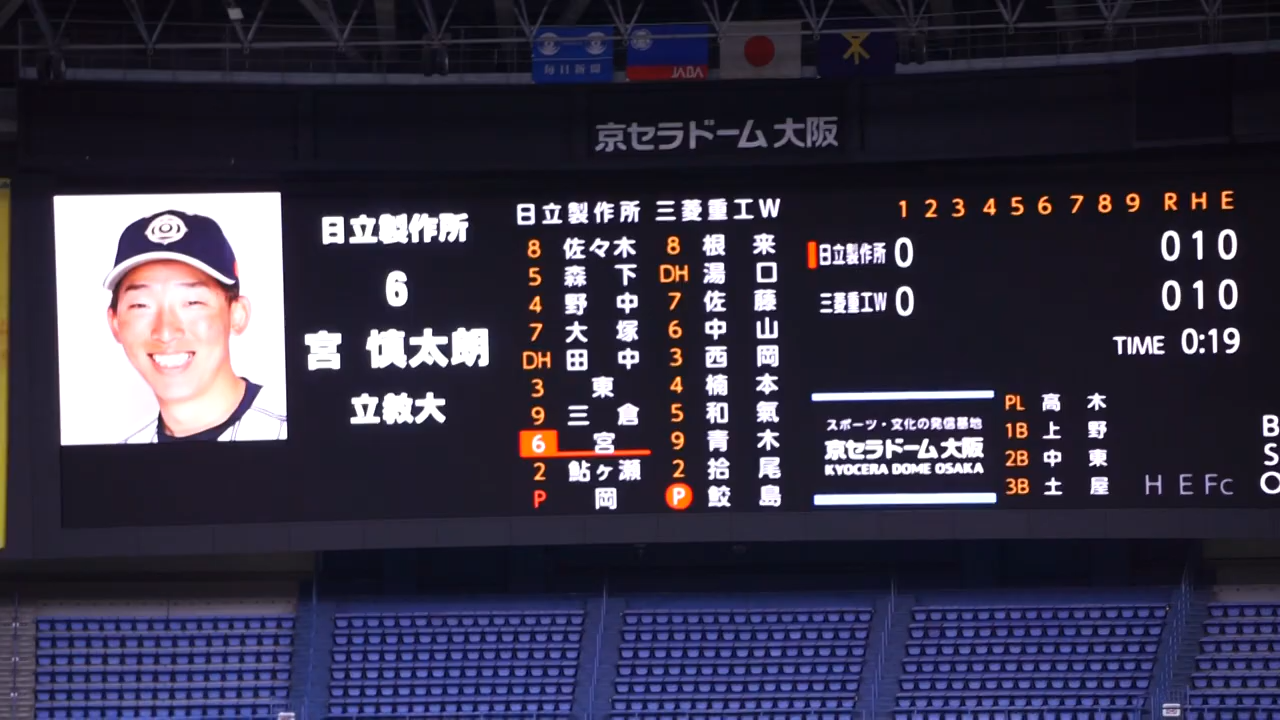 毎日新聞
JABA
京セラドーム 大阪
日立製作所
6
宮 慎太朗
立教大
日立製作所 三菱重工W
8 佐々木 8 根来
5 森下 DH 湯口
4 野中 7 佐藤
7 大塚 6 中山
DH 田中 3 西岡
3 東 4 楠本
9 三倉 5 和氣
6 宮 9 青木
2 鮎ヶ瀬 2 拾尾
P 岡 P 鮫島
1 2 3 4 5 6 7 8 9 R H E
日立製作所 0 0 1 0
三菱重工W 0 0 1 0
TIME 0:19
スポーツ・文化の発信基地
京セラドーム 大阪
KYOCERA DOME OSAKA
PL 高木
1B 上野
2B 中東
3B 土屋
H E Fc
B
S
O